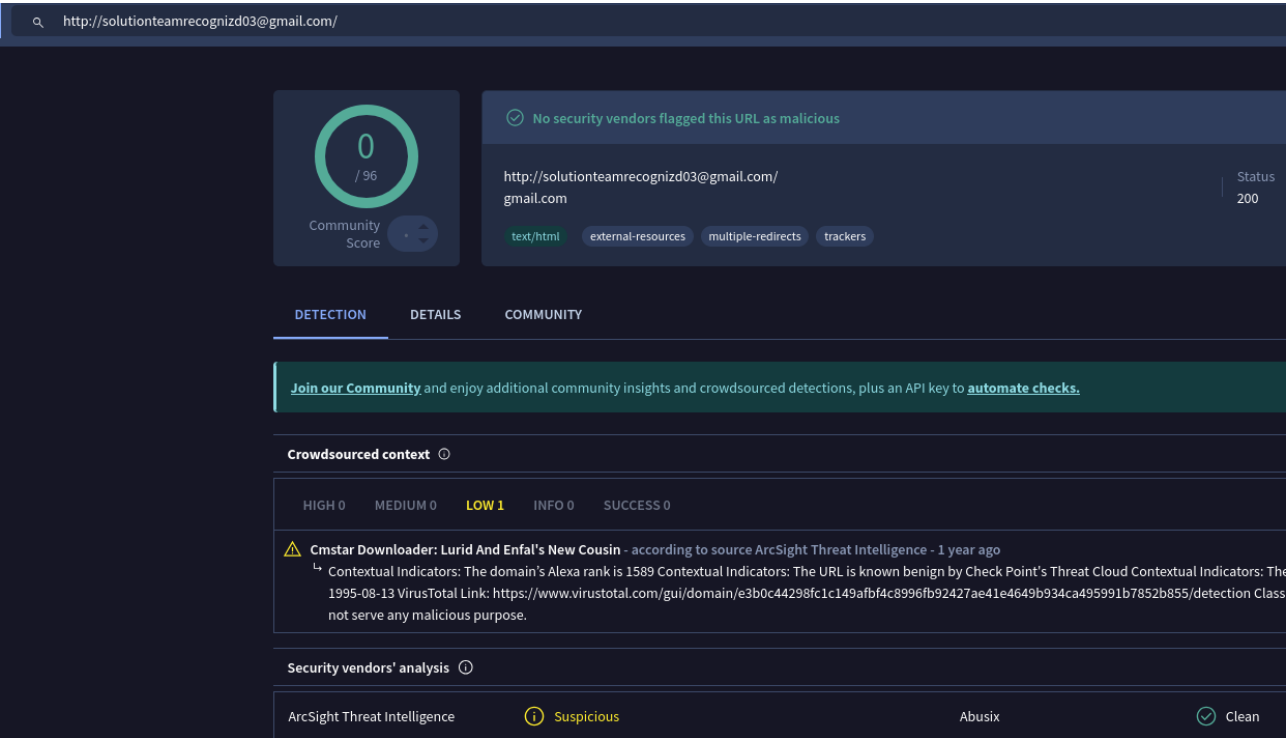 http://solutionteamrecognizd03@gmail.com/
0
/ 96
Community
Score
No security vendors flagged this URL as malicious
http://solutionteamrecognizd03@gmail.com/
gmail.com
Status
200
text/html external-resources multiple-redirects trackers
DETECTION DETAILS COMMUNITY
Join our Community and enjoy additional community insights and crowdsourced detections, plus an API key to automate checks.
Crowdsourced context
HIGH 0 MEDIUM 0 LOW 1 INFO 0 SUCCESS 0
Cmstar Downloader: Lurid And Enfal's New Cousin - according to source ArcSight Threat Intelligence - 1 year ago
Contextual Indicators: The domain's Alexa rank is 1589 Contextual Indicators: The URL is known benign by Check Point's Threat Cloud Contextual Indicators: The
1995-08-13 VirusTotal Link: https://www.virustotal.com/gui/domain/e3b0c44298fc1c149afbf4c8996fb92427ae41e4649b934ca495991b7852b855/detection Class
not serve any malicious purpose.
Security vendors' analysis
ArcSight Threat Intelligence Suspicious Abusix Clean